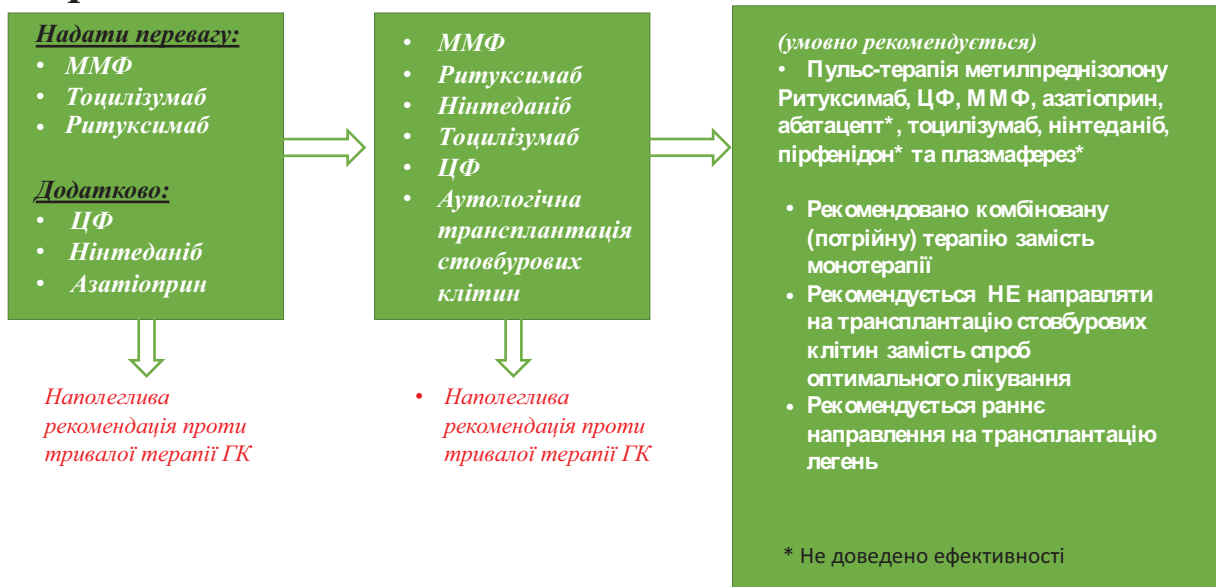 Надати перевагу:
• ММФ
• Тоцилізумаб
• Ритуксимаб
Додатково:
• ЦФ
• Нінтеданіб
• Азатіоприн
Наполеглива
рекомендація проти
тривалої терапії ГК
• ММФ
• Ритуксимаб
• Нінтеданіб
• Тоцилізумаб
• ЦФ
• Аутологічна
трансплантація
стовбурових
клітин
• Наполеглива
рекомендація проти
тривалої терапії ГК
(умовно рекомендується)
• Пульс-терапія метилпреднізолону
Ритуксимаб, ЦФ, ММФ, азатіоприн,
абатацепт*, тоцилізумаб, нінтеданіб,
пірфенідон* та плазмаферез*
• Рекомендовано комбіновану
(потрійну) терапію замість
монотерапії
• Рекомендується НЕ направляти
на трансплантацію стовбурових
клітин замість спроб
оптимального лікування
• Рекомендується раннє
направлення на трансплантацію
легень
* Не доведено ефективності